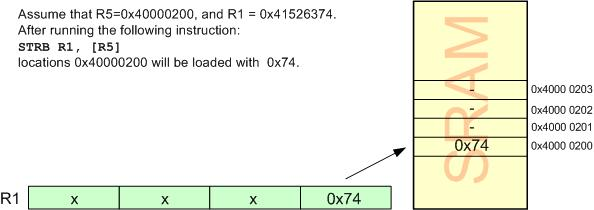 Assume that R5=0x40000200, and R1 = 0x41526374.
After running the following instruction:
STRB R1, [R5]
locations 0x40000200 will be loaded with 0x74.
SRAM
- 0x4000 0203
- 0x4000 0202
- 0x4000 0201
0x74 0x4000 0200
R1 x x x 0x74